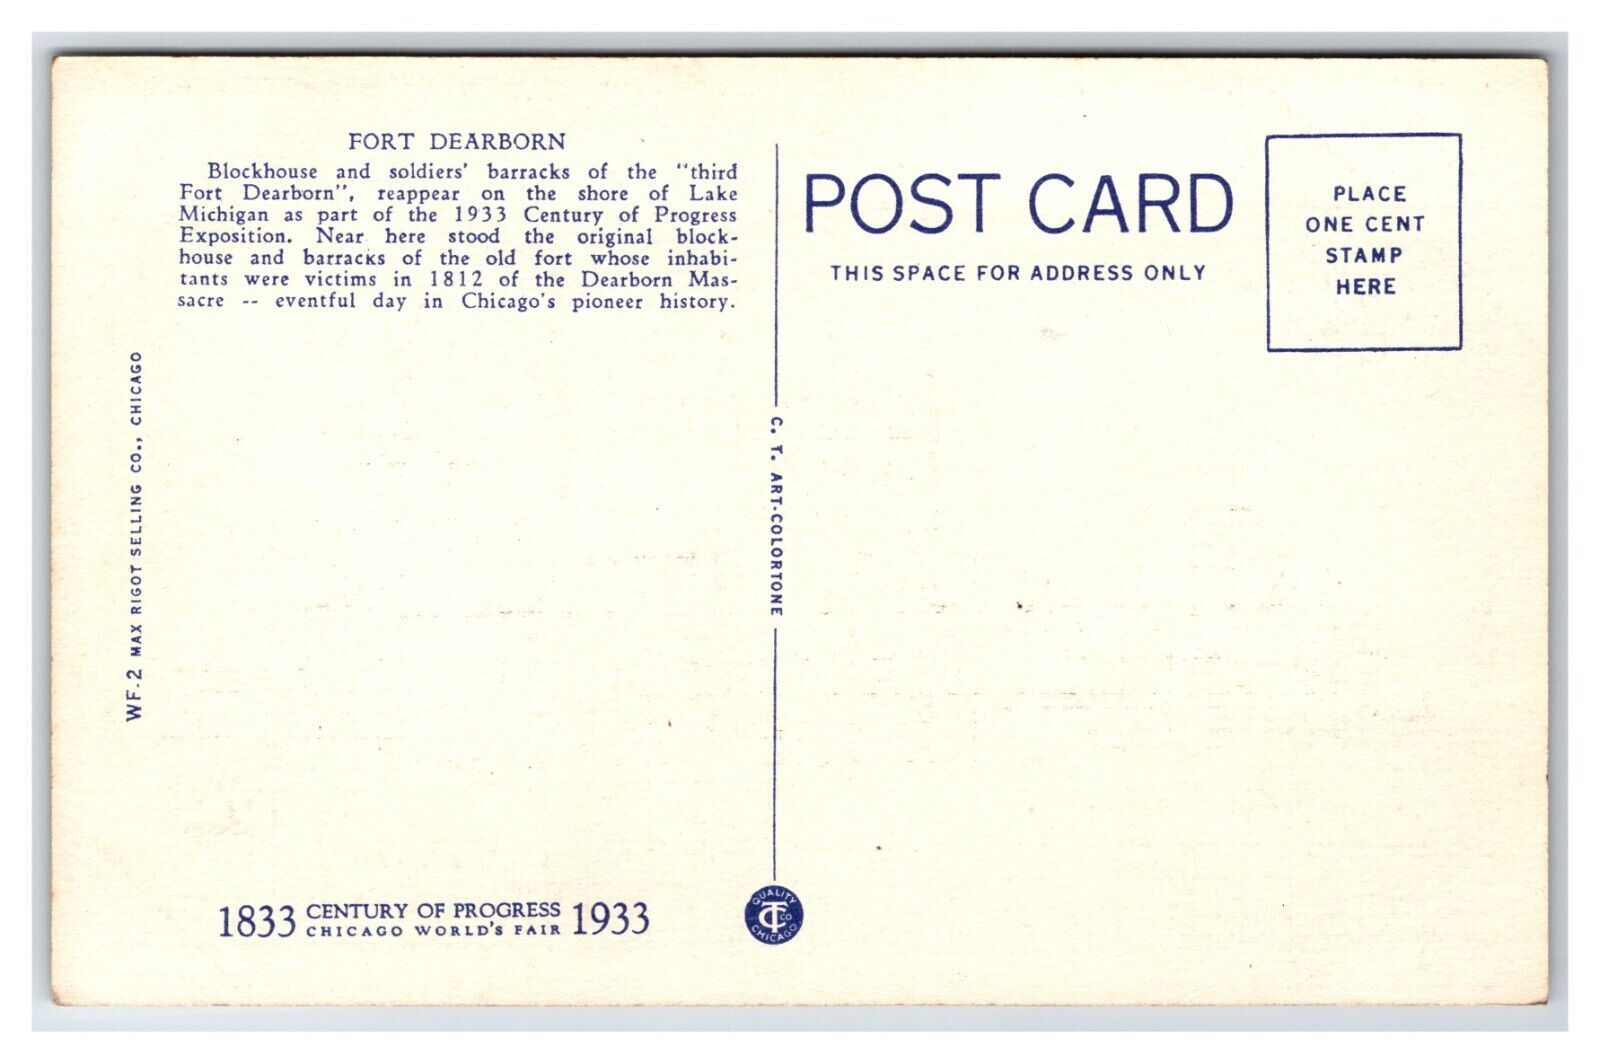 FORT DEARBORN
Blockhouse and soldiers' barracks of the "third
Fort Dearborn", reappear on the shore of Lake
Michigan as part of the 1933 Century of Progress
Exposition. Near here stood the original block-
house and barracks of the old fort whose inhabi-
tants were victims in 1812 of the Dearborn Mas-
sacre -- eventful day in Chicago's pioneer history.
WF-2 MAX RIGOT SELLING CO., CHICAGO
1833 CENTURY OF PROGRESS 1933
CHICAGO WORLD'S FAIR
C. T. ART-COLORTONE
QUALITY
CT CO
CHICAGO
POST CARD
THIS SPACE FOR ADDRESS ONLY
PLACE
ONE CENT
STAMP
HERE